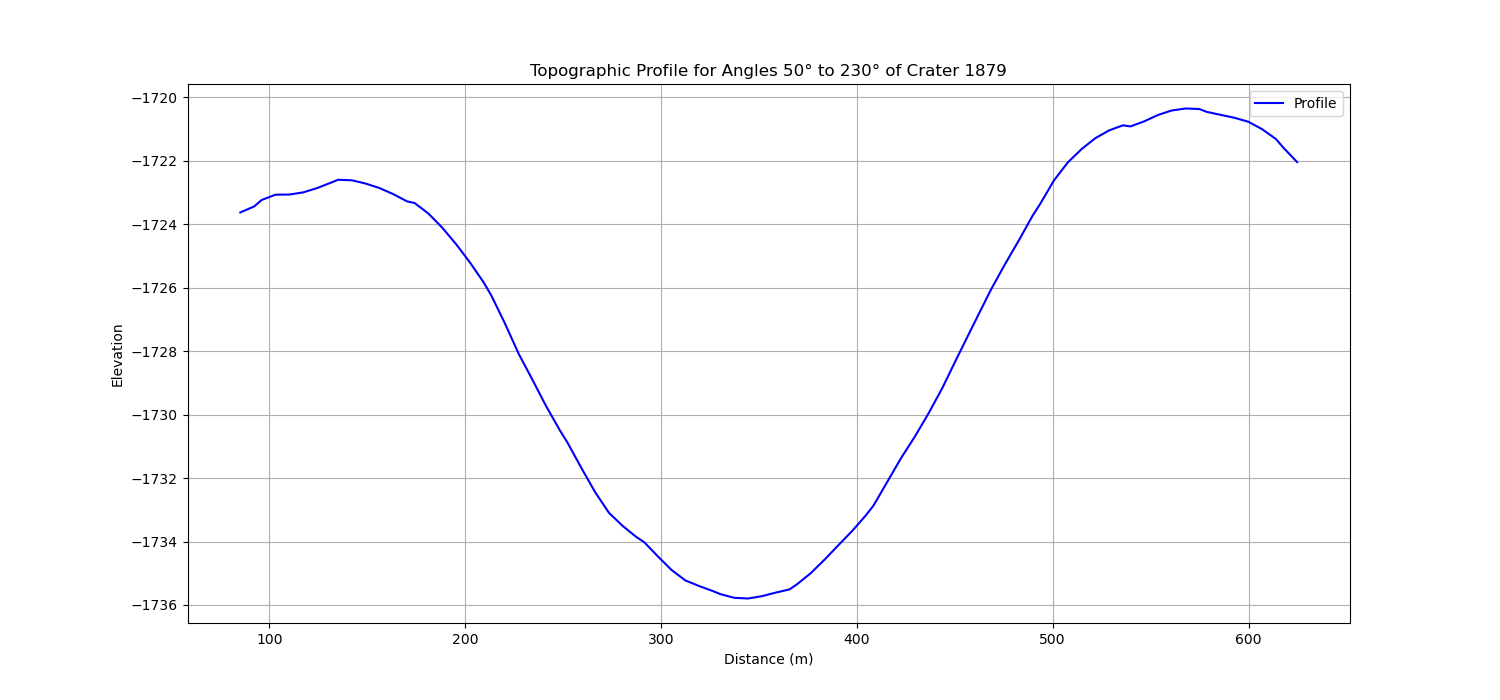 Topographic Profile for Angles 50° to 230° of Crater 1879
Profile
Elevation
−1720
−1722
−1724
−1726
−1728
−1730
−1732
−1734
−1736
100 200 300 400 500 600
Distance (m)